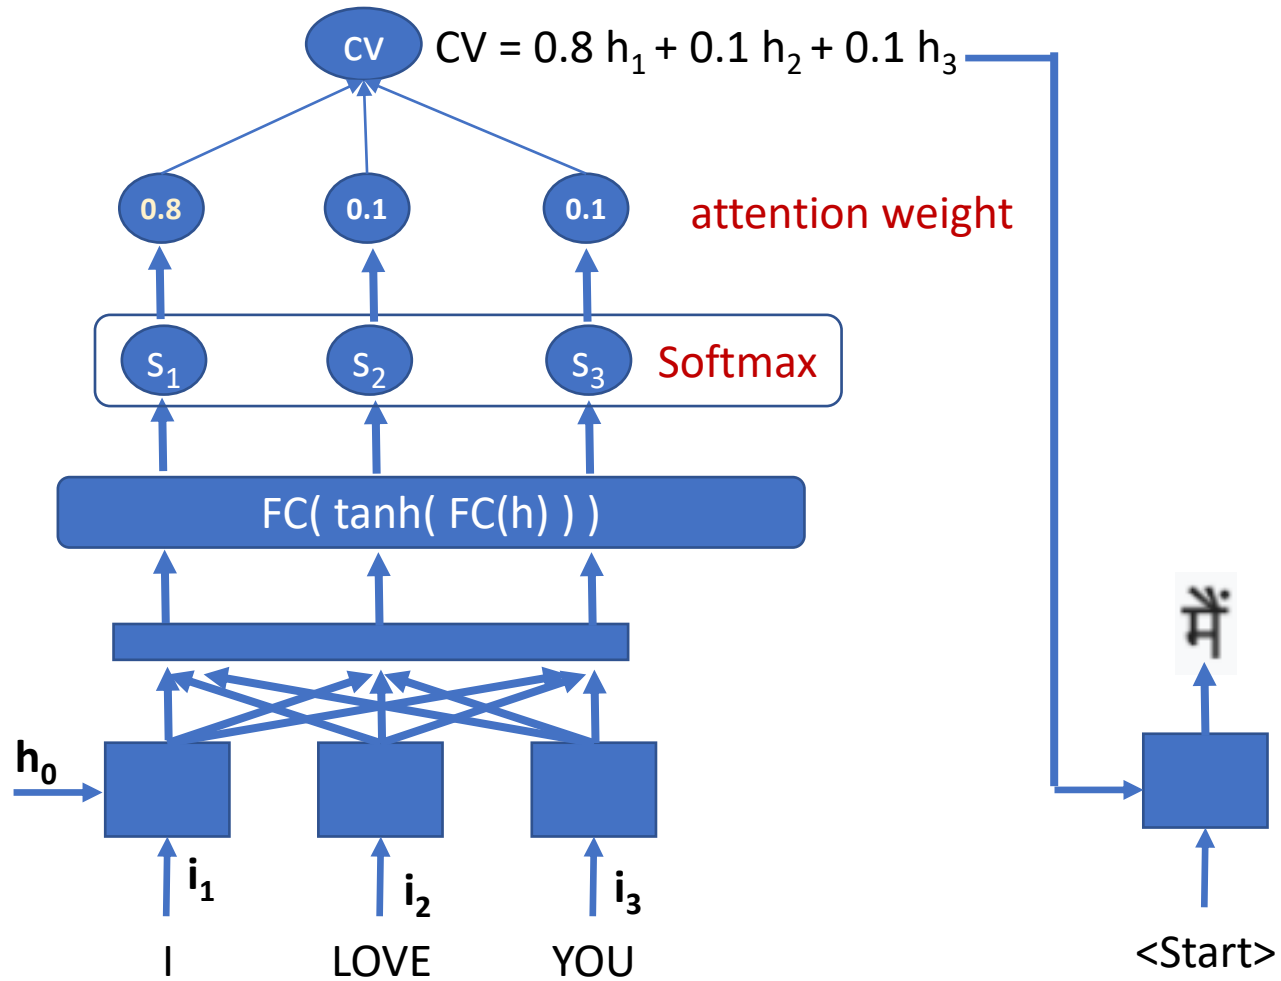 cv
CV = 0.8 h₁ + 0.1 h₂ + 0.1 h₃
0.8 0.1 0.1 attention weight
s₁ s₂ s₃ Softmax
FC( tanh( FC(h) ) )
मैं
h₀
i₁ i₂ i₃
I LOVE YOU <Start>